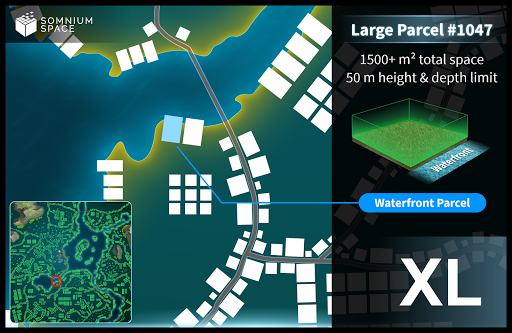 SOMNIUM
SPACE
Large Parcel #1047
1500+ m² total space
50 m height & depth limit
Waterfront
Waterfront Parcel
XL